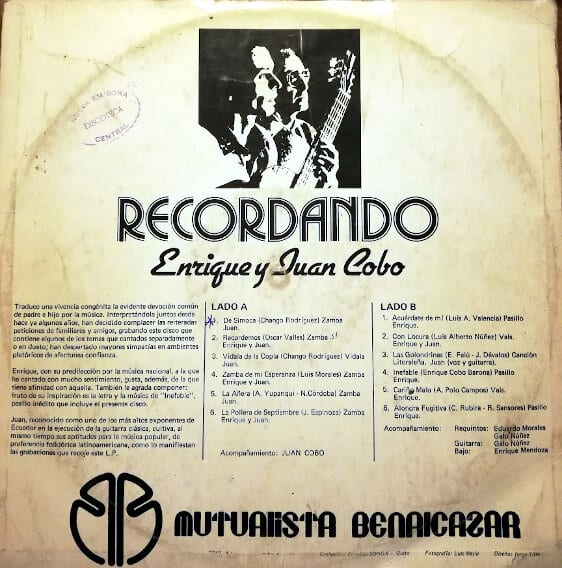 NUEVA EMISORA
DISCOTECA
CENTRAL
RECORDANDO
Enrique y Juan Cobo
Traduce una vivencia congénita la evidente devoción común
de padre e hijo por la música. Interpretándola juntos desde
hace ya algunos años, han decidido complacer las reiteradas
peticiones de familiares y amigos, grabando este disco que
contiene algunos de los temas que cantados separadamente
o en dueto; han despertado mayores simpatías en ambientes
pletóricos de afectuosa confianza.
Enrique, con su predilección por la música nacional, a la que
ha cantado con mucho sentimiento, gusta, además, de la que
tiene afinidad con aquella. También la agrada componer:
fruto de su inspiración es la letra y la música de "Inefable",
pasillo inédito que incluye el presente disco.
Juan, reconocido como uno de los más altos exponentes de
Ecuador en la ejecución de la guitarra clásica, cultiva, al
mismo tiempo sus aptitudes para la música popular, de
preferencia folklórica latinoamericana, como lo manifiestan
las grabaciones que recoje este L.P.
LADO A
1. De Simoca (Chango Rodríguez) Zamba
Juan.
2. Recordemos (Oscar Valles) Zamba
Enrique y Juan.
3. Vidala de la Copla (Chango Rodríguez) Vidala
Juan.
4. Zamba de mi Esperanza (Luis Morales) Zamba
Enrique y Juan.
5. La Añera (A. Yupanqui - N.Córdoba) Zamba
Juan.
6. La Pollera de Septiembre (J. Espinoza) Zamba
Enrique y Juan.
Acompañamiento: JUAN COBO
LADO B
1. Acuérdate de mí (Luis A. Valencia) Pasillo
Enrique.
2. Con Locura (Luis Alberto Núñez) Vals.
Enrique y Juan.
3. Las Golondrinas (E. Falú - J. Dávalos) Canción
Litoraleña. Juan (voz y guitarra).
4. Inefable (Enrique Cobo Barona) Pasillo
Enrique.
5. Cariño Malo (A. Polo Campos) Vals.
Enrique.
6. Alondra Fugitiva (C. Rubira - R. Sansores) Pasillo
Enrique.
Acompañamiento: Requintos: Eduardo Morales
Galo Núñez
Guitarra: Galo Núñez
Bajo: Enrique Mendoza
MUTUALISTA BENALCAZAR
Quito Fotografía: Luis Mejía Diseño: Jorge